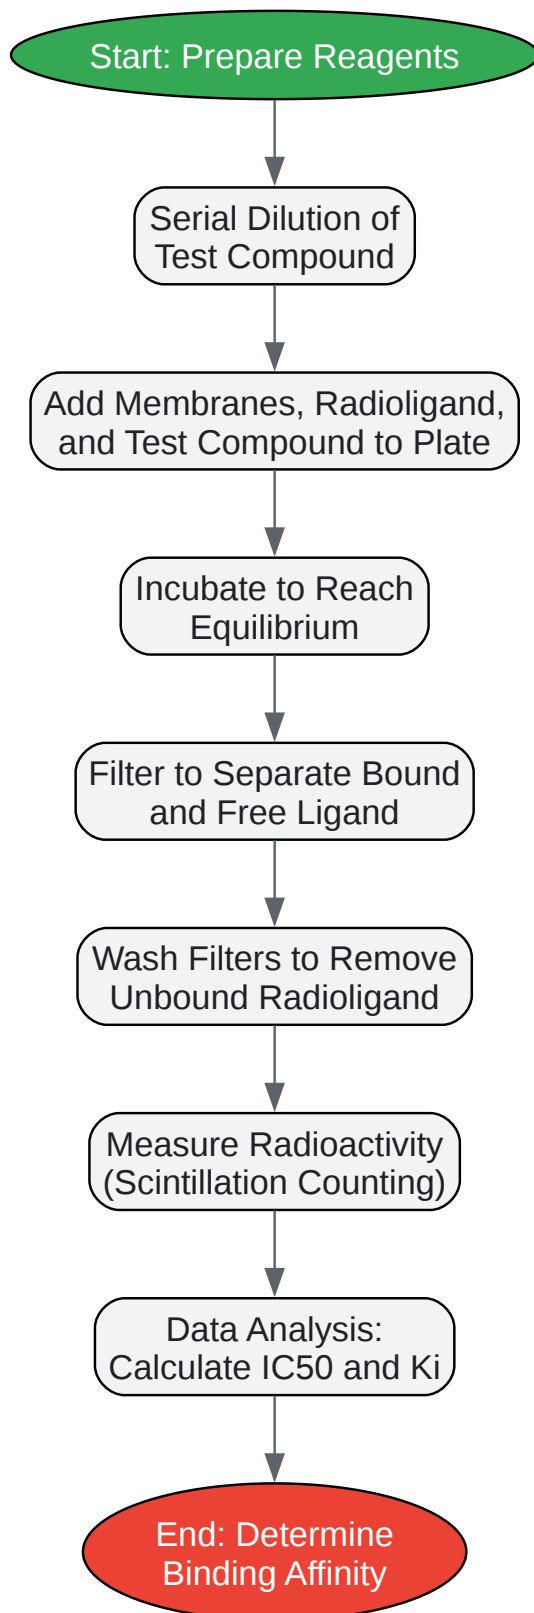 Start: Prepare Reagents
Serial Dilution of
Test Compound
Add Membranes, Radioligand,
and Test Compound to Plate
Incubate to Reach
Equilibrium
Filter to Separate Bound
and Free Ligand
Wash Filters to Remove
Unbound Radioligand
Measure Radioactivity
(Scintillation Counting)
Data Analysis:
Calculate IC50 and Ki
End: Determine
Binding Affinity